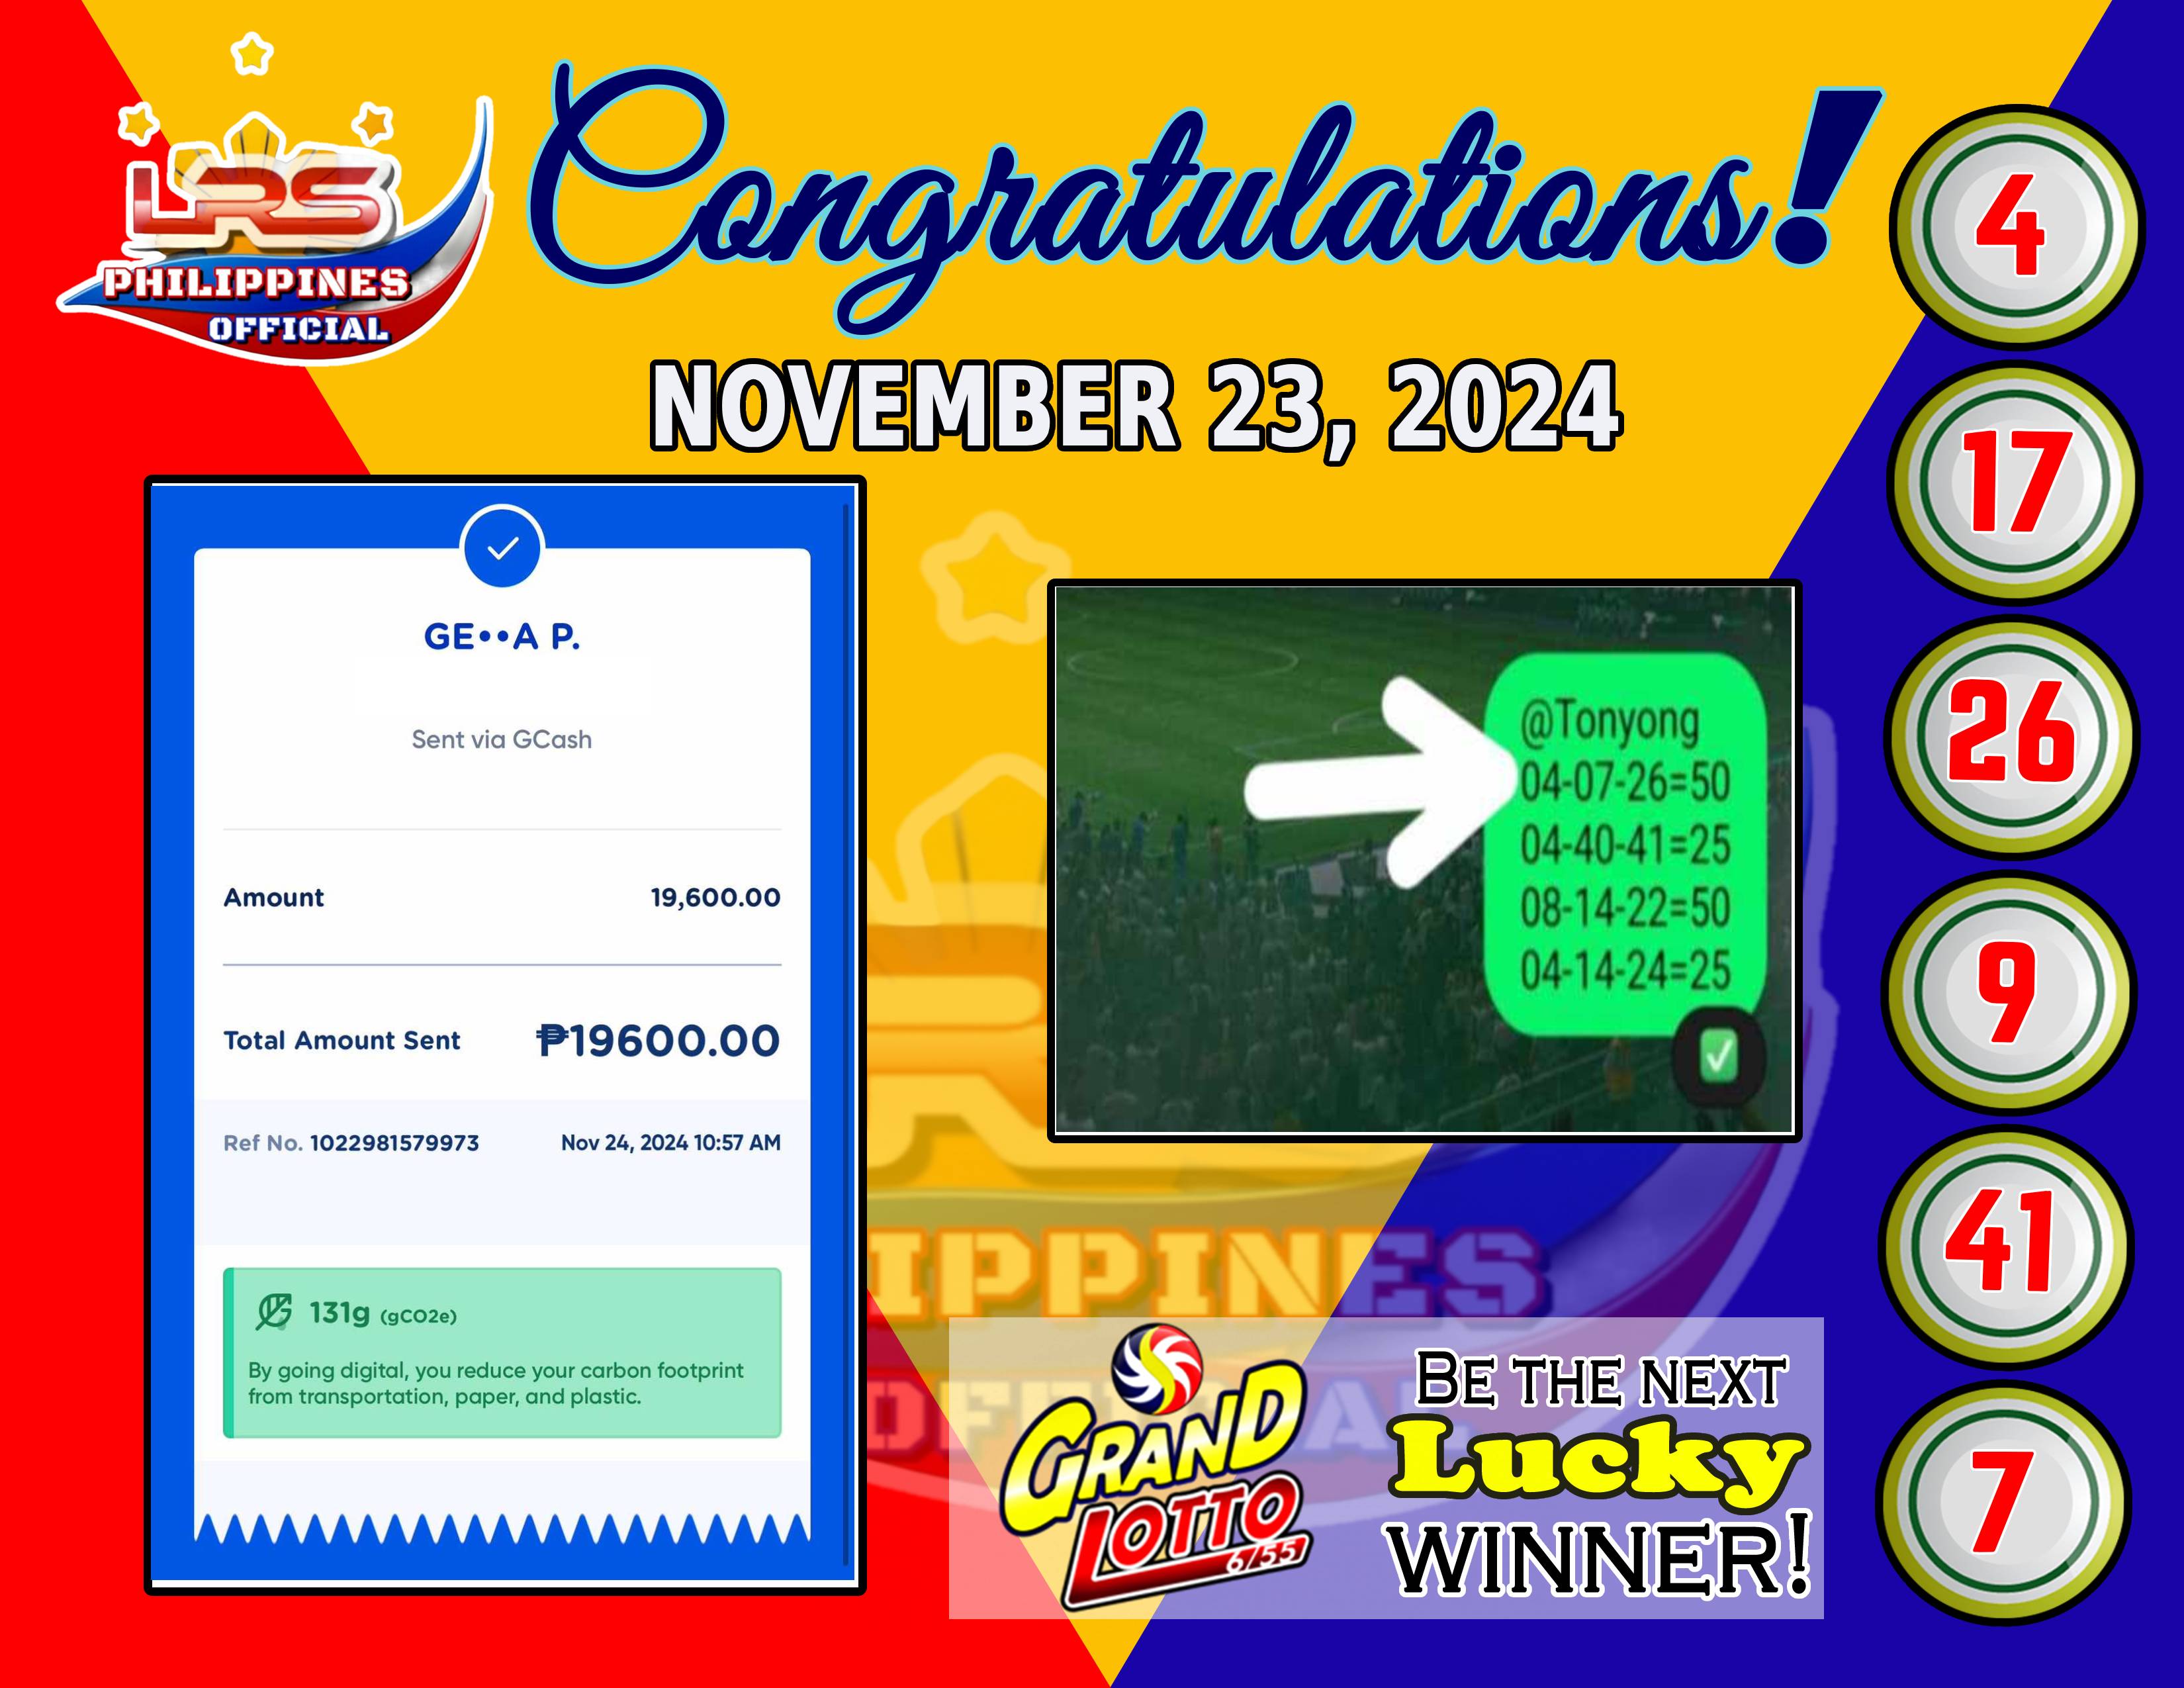 LRS
PHILIPPINES
OFFICIAL
Congratulations!
NOVEMBER 23, 2024
GE••A P.
Sent via GCash
Amount 19,600.00
Total Amount Sent ₱19600.00
Ref No. 1022981579973 Nov 24, 2024 10:57 AM
131g (gCO2e)
By going digital, you reduce your carbon footprint
from transportation, paper, and plastic.
@Tonyong
04-07-26=50
04-40-41=25
08-14-22=50
04-14-24=25
IPPINES
GRAND
LOTTO
6/55
BE THE NEXT
Lucky
WINNER!
4
17
26
9
41
7